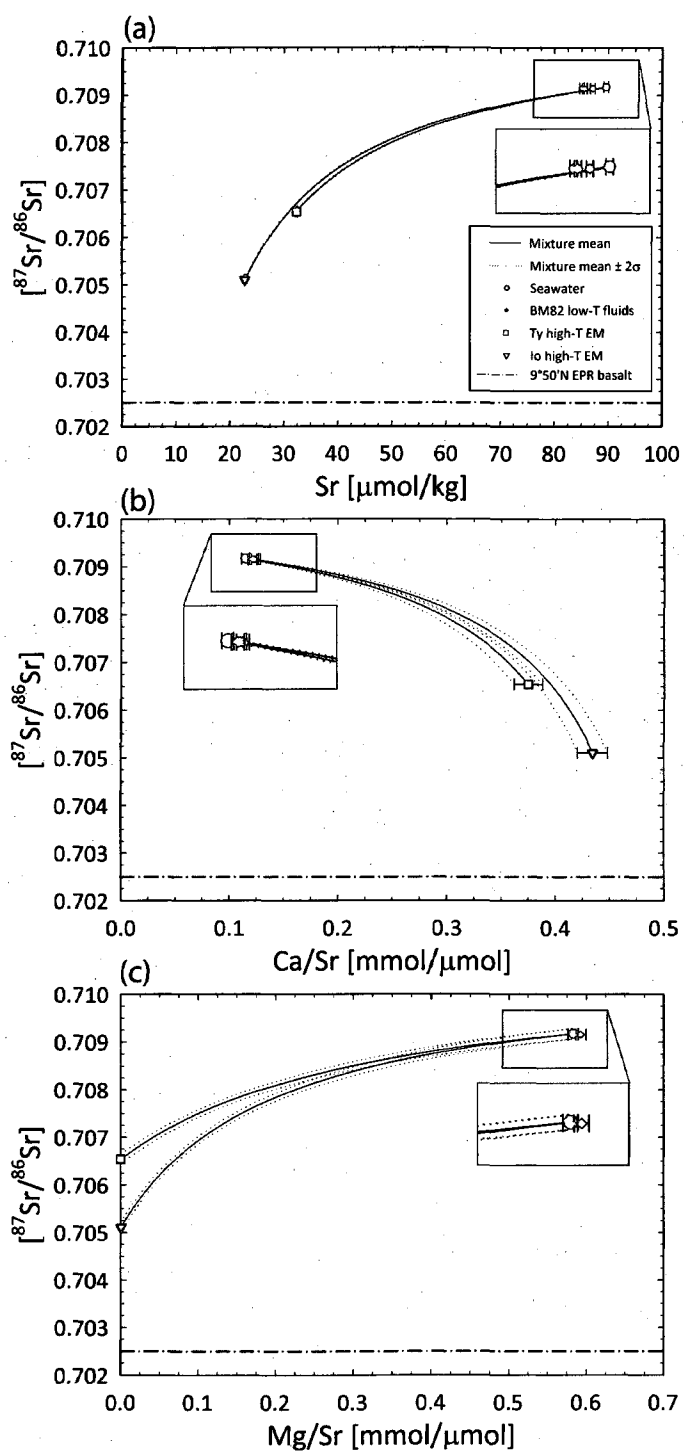 (a)
0.710
0.709
0.708
0.707
0.706
0.705
0.704
0.703
0.702
[⁸⁷Sr/⁸⁶Sr]
Mixture mean
Mixture mean ± 2σ
Seawater
BM82 low-T fluids
Ty high-T EM
Io high-T EM
9°50'N EPR basalt
0 10 20 30 40 50 60 70 80 90 100
Sr [μmol/kg]
(b)
0.710
0.709
0.708
0.707
0.706
0.705
0.704
0.703
0.702
[⁸⁷Sr/⁸⁶Sr]
0.0 0.1 0.2 0.3 0.4 0.5
Ca/Sr [mmol/μmol]
(c)
0.710
0.709
0.708
0.707
0.706
0.705
0.704
0.703
0.702
[⁸⁷Sr/⁸⁶Sr]
0.0 0.1 0.2 0.3 0.4 0.5 0.6 0.7
Mg/Sr [mmol/μmol]